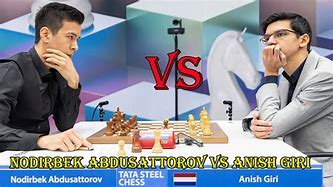 VS
NODIRBEK ABDUSATTOROV VS ANISH GIRI
Nodirbek Abdusattorov
TATA STEEL
CHESS
Anish Giri